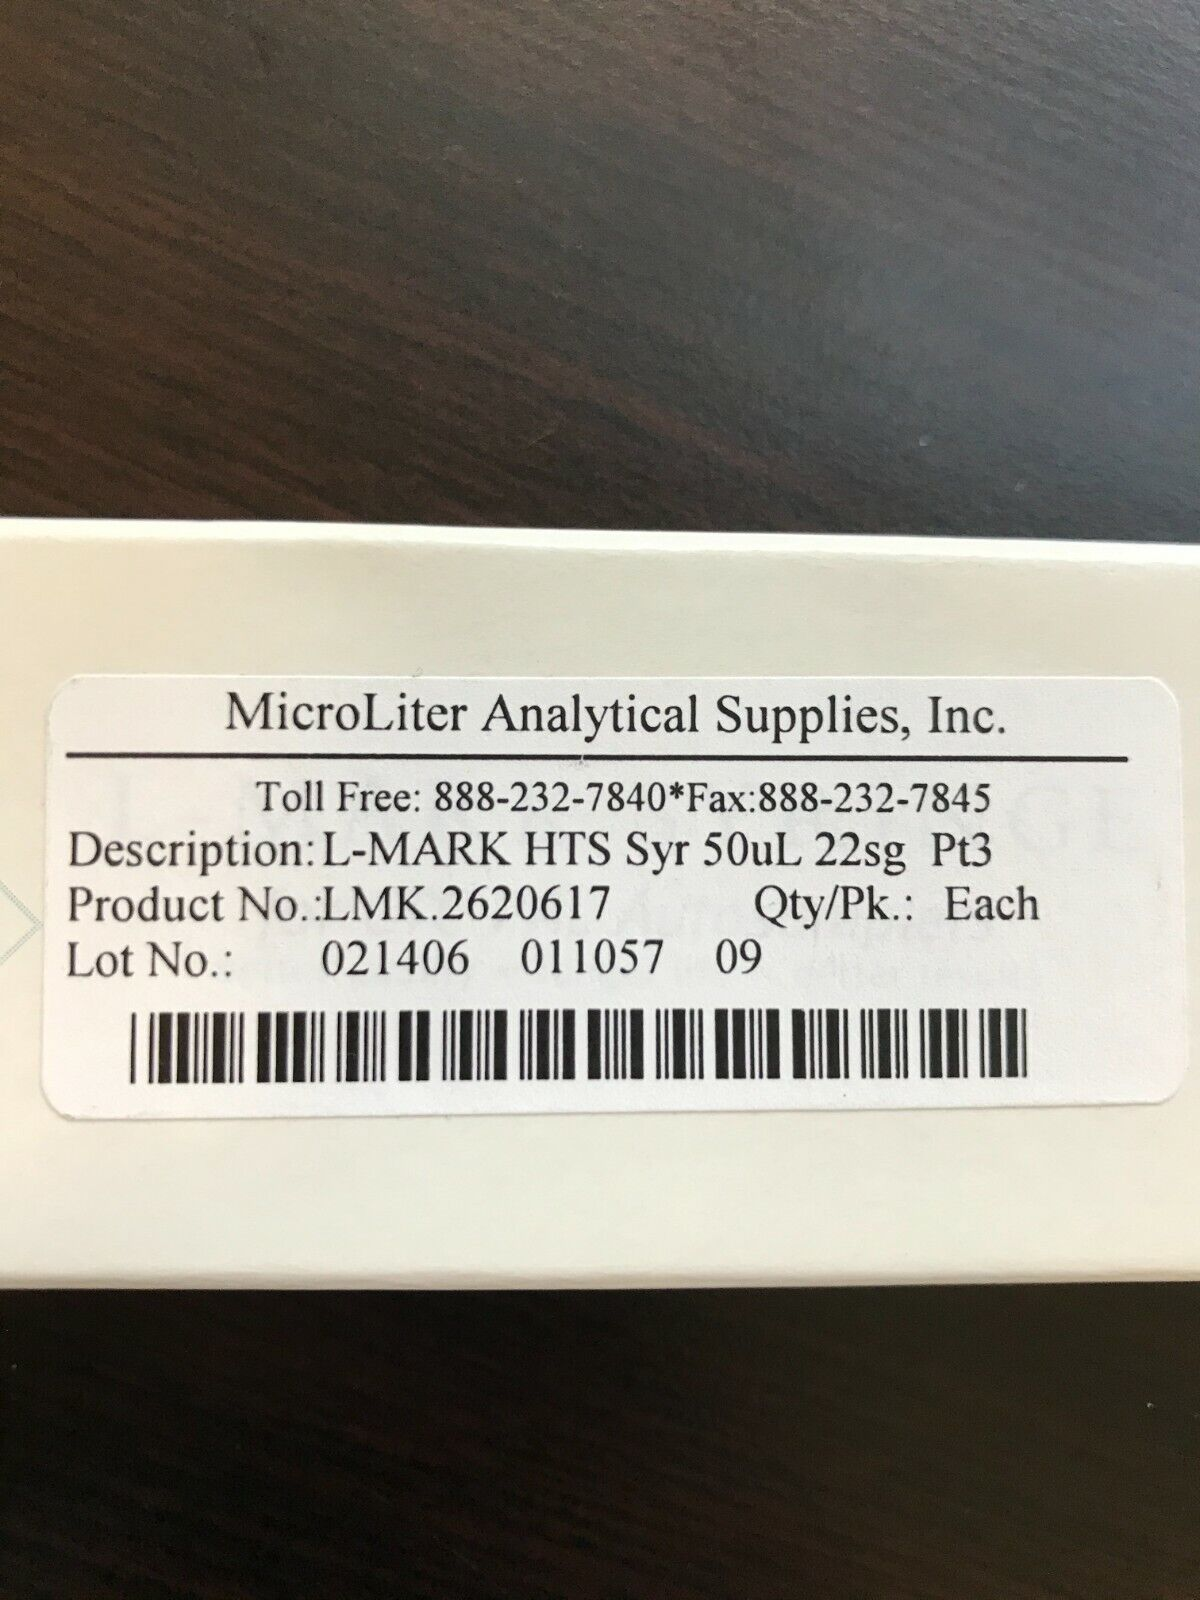 MicroLiter Analytical Supplies, Inc.
Toll Free: 888-232-7840*Fax:888-232-7845
Description: L-MARK HTS Syr 50uL 22sg Pt3
Product No.:LMK.2620617 Qty/Pk.: Each
Lot No.: 021406 011057 09